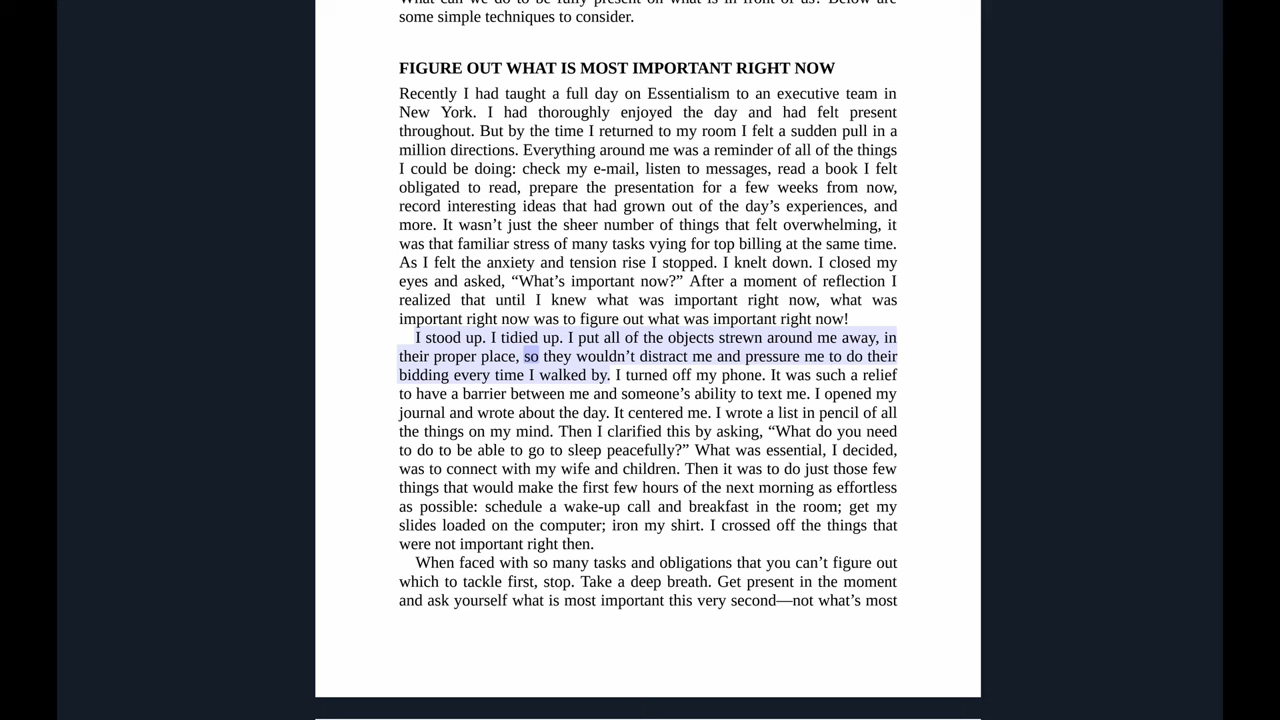 What can we do to be fully present on what is in front of us? Below are
some simple techniques to consider.
FIGURE OUT WHAT IS MOST IMPORTANT RIGHT NOW
Recently I had taught a full day on Essentialism to an executive team in
New York. I had thoroughly enjoyed the day and had felt present
throughout. But by the time I returned to my room I felt a sudden pull in a
million directions. Everything around me was a reminder of all of the things
I could be doing: check my e-mail, listen to messages, read a book I felt
obligated to read, prepare the presentation for a few weeks from now,
record interesting ideas that had grown out of the day’s experiences, and
more. It wasn’t just the sheer number of things that felt overwhelming, it
was that familiar stress of many tasks vying for top billing at the same time.
As I felt the anxiety and tension rise I stopped. I knelt down. I closed my
eyes and asked, “What’s important now?” After a moment of reflection I
realized that until I knew what was important right now, what was
important right now was to figure out what was important right now!
I stood up. I tidied up. I put all of the objects strewn around me away, in
their proper place, so they wouldn’t distract me and pressure me to do their
bidding every time I walked by. I turned off my phone. It was such a relief
to have a barrier between me and someone’s ability to text me. I opened my
journal and wrote about the day. It centered me. I wrote a list in pencil of all
the things on my mind. Then I clarified this by asking, “What do you need
to do to be able to go to sleep peacefully?” What was essential, I decided,
was to connect with my wife and children. Then it was to do just those few
things that would make the first few hours of the next morning as effortless
as possible: schedule a wake-up call and breakfast in the room; get my
slides loaded on the computer; iron my shirt. I crossed off the things that
were not important right then.
When faced with so many tasks and obligations that you can’t figure out
which to tackle first, stop. Take a deep breath. Get present in the moment
and ask yourself what is most important this very second—not what’s most